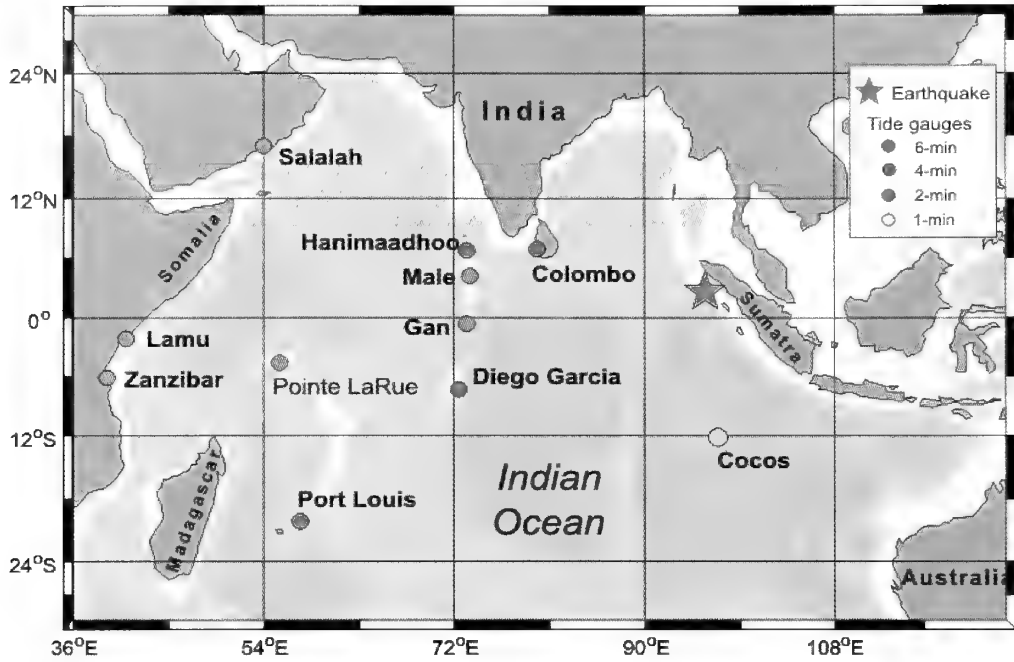 24°N
India
Earthquake
Tide gauges
6-min
4-min
2-min
1-min
Salalah
12°N
Somalia
Hanimaadhoo
Male
Colombo
Gan
0°
Sumatra
Lamu
Zanzibar
Pointe LaRue
Diego Garcia
12°S
Cocos
Madagascar
Port Louis
Indian
Ocean
24°S
Australia
36°E
54°E
72°E
90°E
108°E